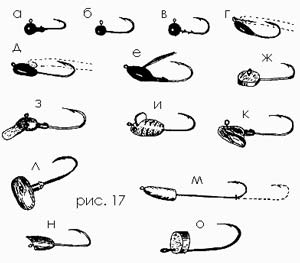 а б в г
д е ж
з и к
л м
рис. 17
н о